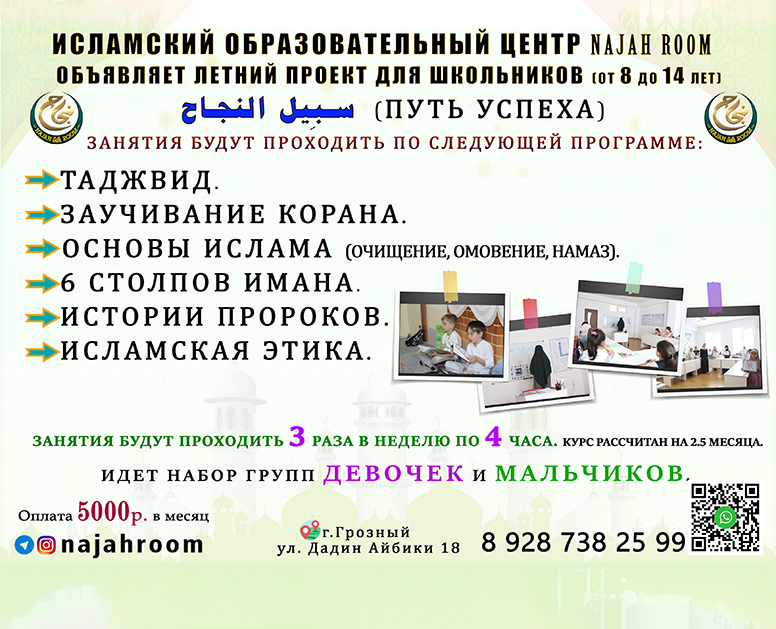 ИСЛАМСКИЙ ОБРАЗОВАТЕЛЬНЫЙ ЦЕНТР NAJAH ROOM
ОБЪЯВЛЯЕТ ЛЕТНИЙ ПРОЕКТ ДЛЯ ШКОЛЬНИКОВ (ОТ 8 ДО 14 ЛЕТ)
سبِيل النجاح (ПУТЬ УСПЕХА)
ЗАНЯТИЯ БУДУТ ПРОХОДИТЬ ПО СЛЕДУЮЩЕЙ ПРОГРАММЕ:
ТАДЖВИД.
ЗАУЧИВАНИЕ КОРАНА.
ОСНОВЫ ИСЛАМА (ОЧИЩЕНИЕ, ОМОВЕНИЕ, НАМАЗ).
6 СТОЛПОВ ИМАНА.
ИСТОРИИ ПРОРОКОВ.
ИСЛАМСКАЯ ЭТИКА.
ЗАНЯТИЯ БУДУТ ПРОХОДИТЬ 3 РАЗА В НЕДЕЛЮ ПО 4 ЧАСА. КУРС РАССЧИТАН НА 2.5 МЕСЯЦА.
ИДЕТ НАБОР ГРУПП ДЕВОЧЕК И МАЛЬЧИКОВ.
Оплата 5000р. в месяц
najahroom
г.Грозный
ул. Дадин Айбики 18
8 928 738 25 99